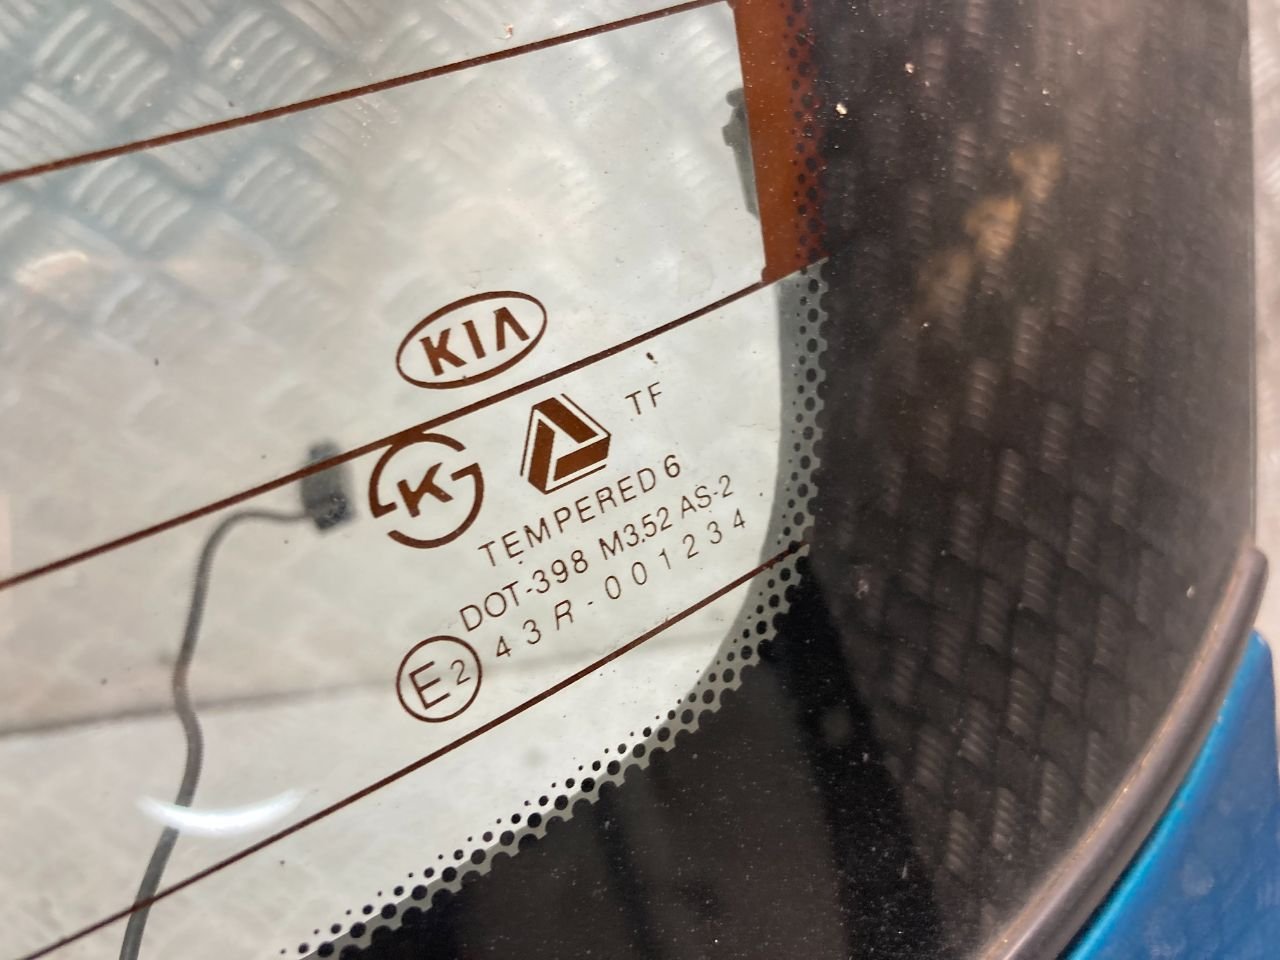 KIA
K
TF
TEMPERED 6
DOT-398 M352 AS-2
E2 43R-001234